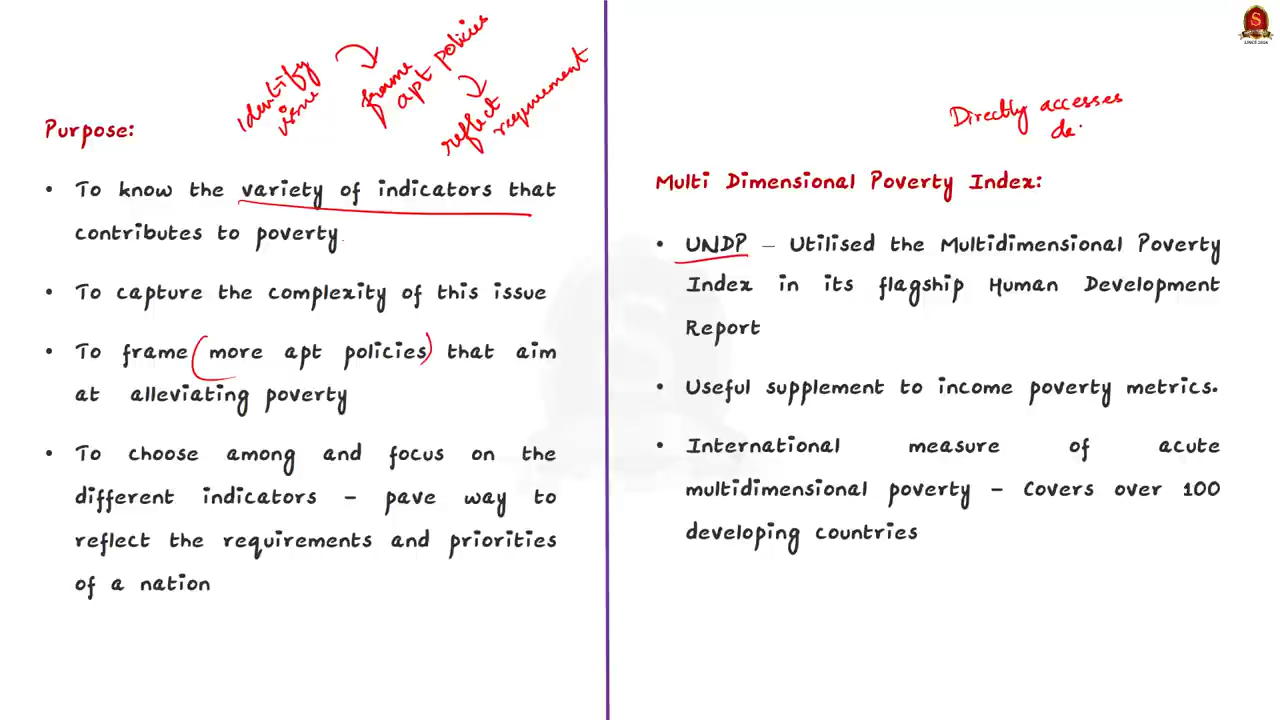 identify
issue
frame
apt policies
reflect
requirement
Purpose:
• To know the variety of indicators that
contributes to poverty.
• To capture the complexity of this issue
• To frame (more apt policies) that aim
at alleviating poverty
• To choose among and focus on the
different indicators – pave way to
reflect the requirements and priorities
of a nation
S
SINCE 2004
Directly accesses
de
Multi Dimensional Poverty Index:
• UNDP – Utilised the Multidimensional Poverty
Index in its flagship Human Development
Report
• Useful supplement to income poverty metrics.
• International measure of acute
multidimensional poverty – Covers over 100
developing countries